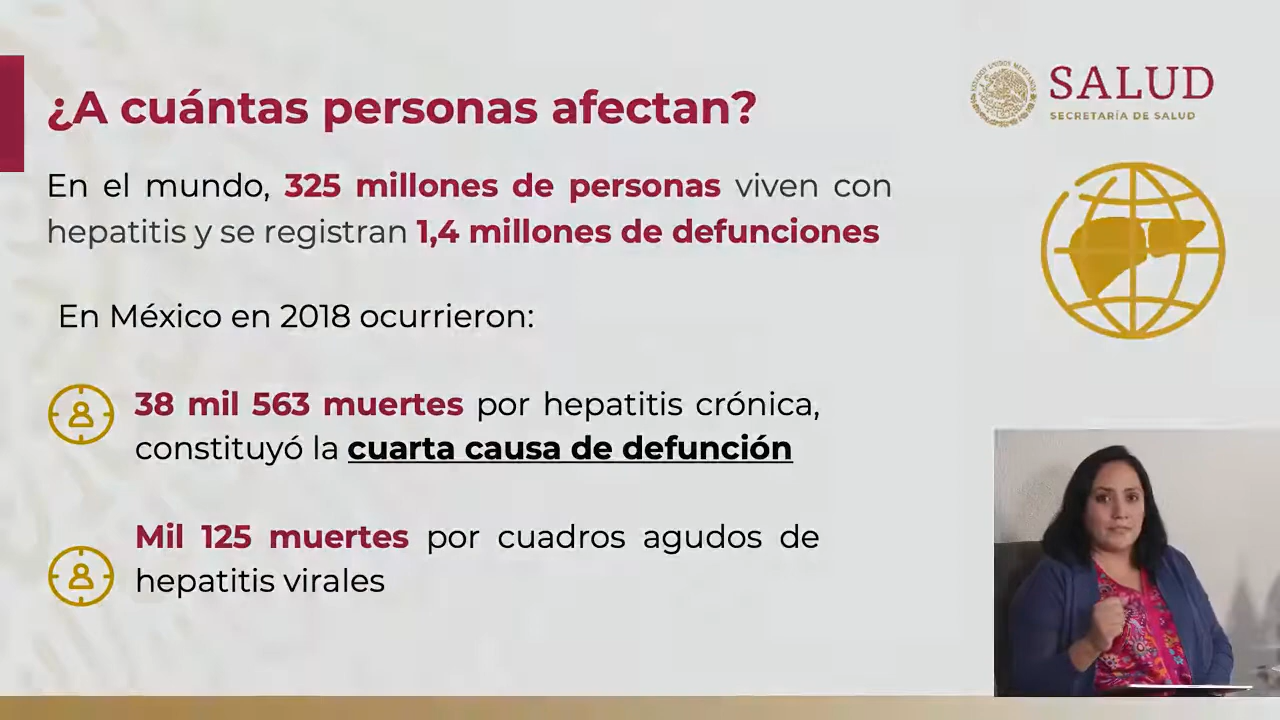 ¿A cuántas personas afectan?
SALUD
SECRETARÍA DE SALUD
En el mundo, 325 millones de personas viven con
hepatitis y se registran 1,4 millones de defunciones
En México en 2018 ocurrieron:
38 mil 563 muertes por hepatitis crónica,
constituyó la cuarta causa de defunción
Mil 125 muertes por cuadros agudos de
hepatitis virales